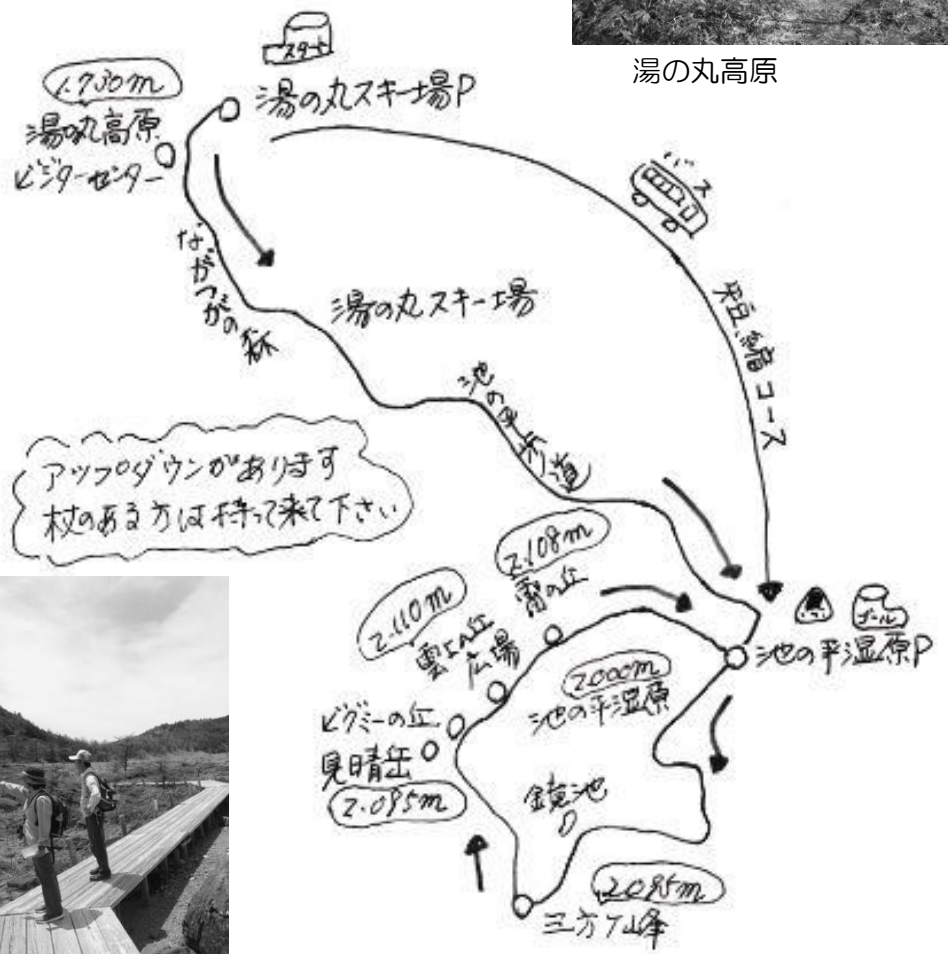 湯の丸高原
スタート
1.730m
湯の丸高原
ビジターセンター
湯の丸スキー場P
バス
短縮コース
ながつがの森
湯の丸スキー場
池の平歩道
アップダウンがあります
杖のある方は持って来て下さい
2.108m
雷の丘
2.110m
雲上の丘
広場
ゴール
池の平湿原P
2.000m
池の平湿原
ピグミーの丘
見晴岳
2.095m
鏡池
三方ヶ峰